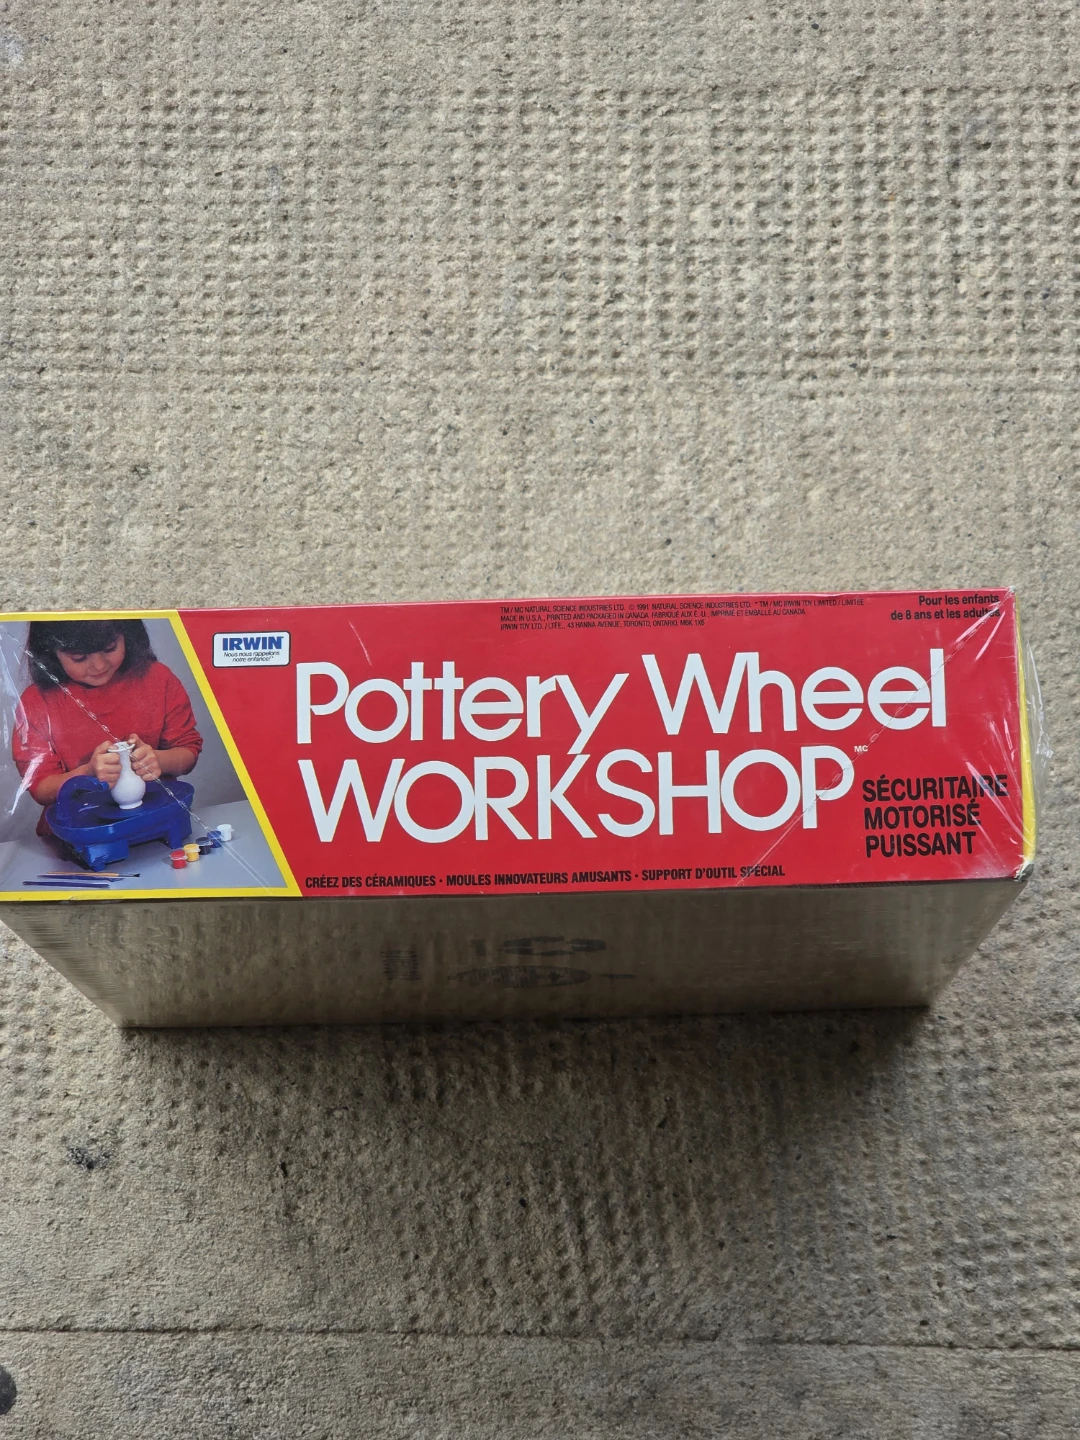 TM / MC NATURAL SCIENCE INDUSTRIES LTD. © 1991 NATURAL SCIENCE INDUSTRIES LTD. * TM / MC IRWIN TOY LIMITED / LIMITEE
MADE IN U.S.A., PRINTED AND PACKAGED IN CANADA. FABRIQUÉ AUX É. U., IMPRIMÉ ET EMBALLÉ AU CANADA.
IRWIN TOY LTD. / LTÉE., 43 HANNA AVENUE, TORONTO, ONTARIO, M6K 1X6
Pour les enfants
de 8 ans et les adultes
IRWIN
Nous nous rappelons
notre enfance!
Pottery Wheel
WORKSHOP MC
SÉCURITAIRE
MOTORISÉ
PUISSANT
CRÉEZ DES CÉRAMIQUES • MOULES INNOVATEURS AMUSANTS • SUPPORT D'OUTIL SPÉCIAL